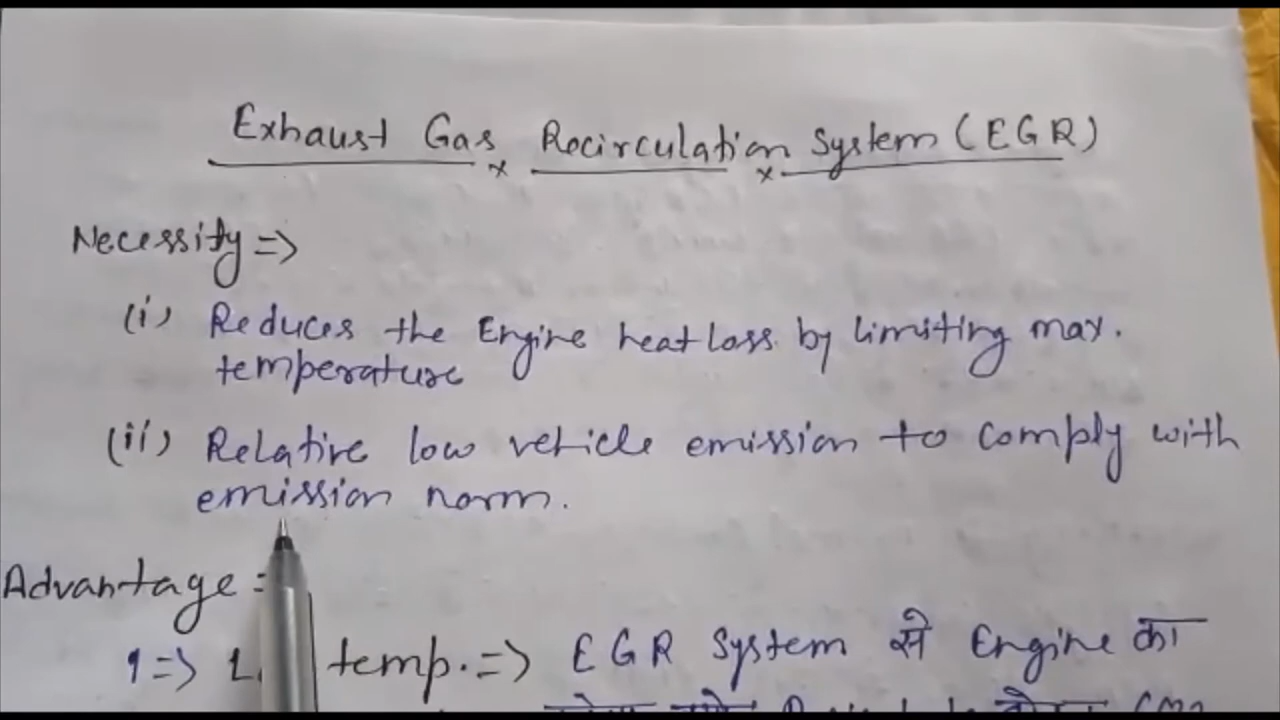 Exhaust Gas Recirculation System (EGR)
Necessity =>
(i) Reduces the Engine heat loss by limiting max.
temperature
(ii) Relative low vehicle emission to comply with
emission norm.
Advantage =
1 => temp. => EGR System से Engine का